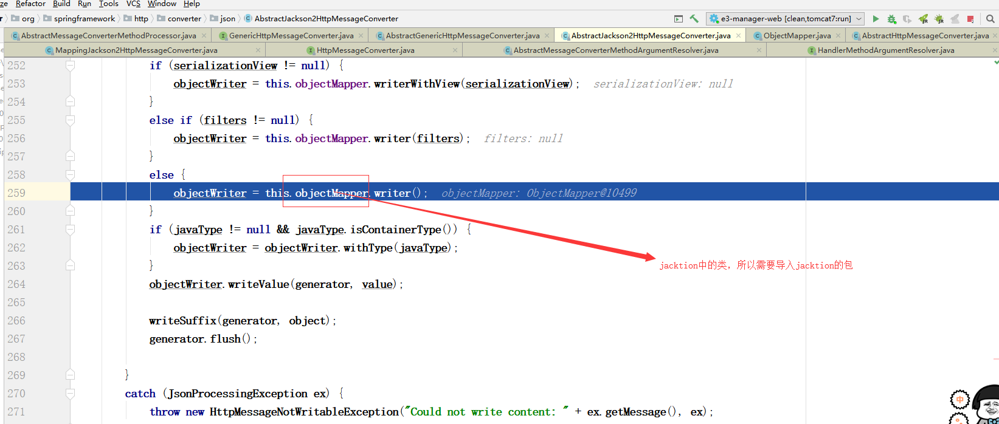 ze Refactor Build Run Tools VCS Window Help
r org springframework http converter json AbstractJackson2HttpMessageConverter e3-manager-web [clean,tomcat7:run]
AbstractMessageConverterMethodProcessor.java GenericHttpMessageConverter.java AbstractGenericHttpMessageConverter.java AbstractJackson2HttpMessageConverter.java ObjectMapper.java AbstractHttpMessageConverter.java
MappingJackson2HttpMessageConverter.java HttpMessageConverter.java AbstractMessageConverterMethodArgumentResolver.java HandlerMethodArgumentResolver.java
252 if (serializationView != null) {
253 objectWriter = this.objectMapper.writerWithView(serializationView); serializationView: null
254 }
255 else if (filters != null) {
256 objectWriter = this.objectMapper.writer(filters); filters: null
257 }
258 else {
259 objectWriter = this.objectMapper.writer(); objectMapper: ObjectMapper@10499
260 }
261 if (javaType != null && javaType.isContainerType()) {
262 objectWriter = objectWriter.withType(javaType);
263 }
jacktion中的类，所以需要导入jacktion的包
264 objectWriter.writeValue(generator, value);
265
266 writeSuffix(generator, object);
267 generator.flush();
268
269 }
270 catch (JsonProcessingException ex) {
271 throw new HttpMessageNotWritableException("Could not write content: " + ex.getMessage(), ex);
中